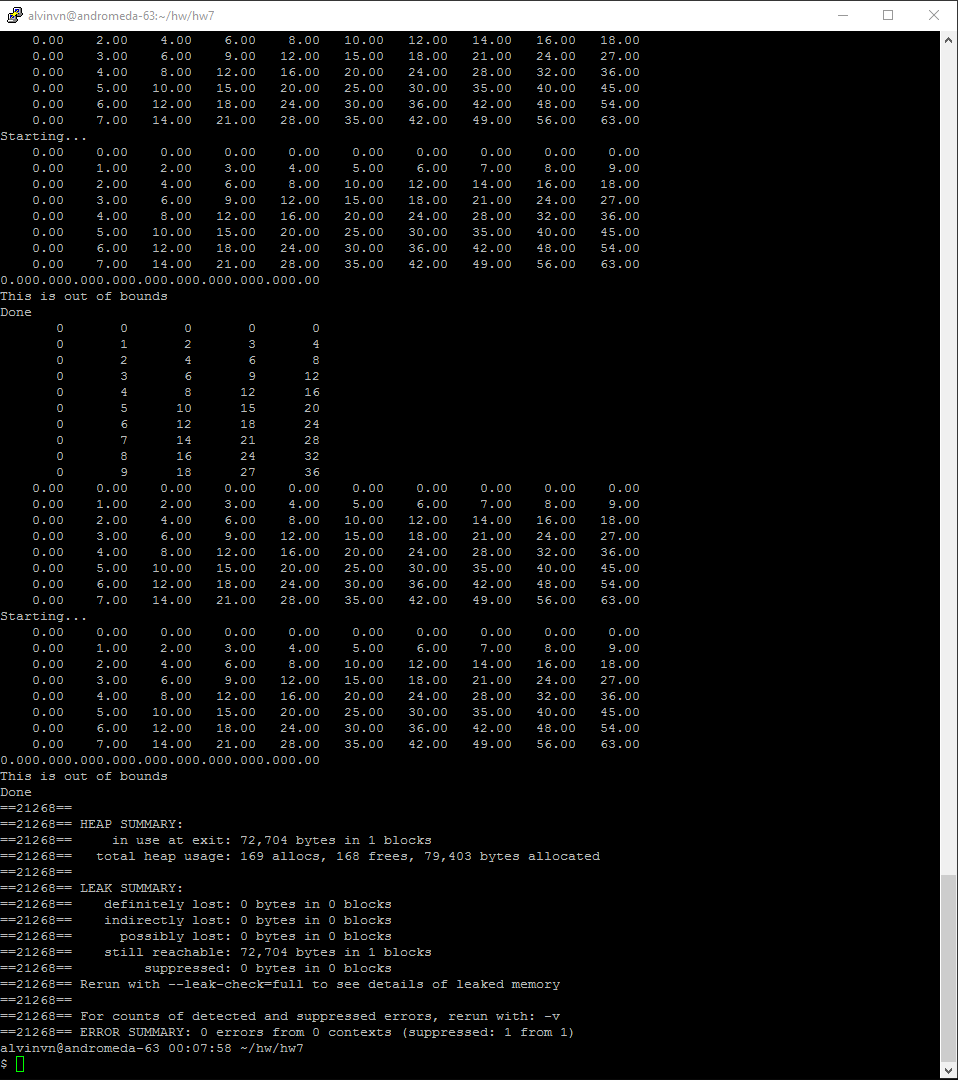 alvinvn@andromeda-63:~/hw/hw7
    0.00    2.00    4.00    6.00    8.00   10.00   12.00   14.00   16.00   18.00
    0.00    3.00    6.00    9.00   12.00   15.00   18.00   21.00   24.00   27.00
    0.00    4.00    8.00   12.00   16.00   20.00   24.00   28.00   32.00   36.00
    0.00    5.00   10.00   15.00   20.00   25.00   30.00   35.00   40.00   45.00
    0.00    6.00   12.00   18.00   24.00   30.00   36.00   42.00   48.00   54.00
    0.00    7.00   14.00   21.00   28.00   35.00   42.00   49.00   56.00   63.00
Starting...
    0.00    0.00    0.00    0.00    0.00    0.00    0.00    0.00    0.00    0.00
    0.00    1.00    2.00    3.00    4.00    5.00    6.00    7.00    8.00    9.00
    0.00    2.00    4.00    6.00    8.00   10.00   12.00   14.00   16.00   18.00
    0.00    3.00    6.00    9.00   12.00   15.00   18.00   21.00   24.00   27.00
    0.00    4.00    8.00   12.00   16.00   20.00   24.00   28.00   32.00   36.00
    0.00    5.00   10.00   15.00   20.00   25.00   30.00   35.00   40.00   45.00
    0.00    6.00   12.00   18.00   24.00   30.00   36.00   42.00   48.00   54.00
    0.00    7.00   14.00   21.00   28.00   35.00   42.00   49.00   56.00   63.00
0.000.000.000.000.000.000.000.000.000.00
This is out of bounds
Done
       0       0       0       0       0
       0       1       2       3       4
       0       2       4       6       8
       0       3       6       9      12
       0       4       8      12      16
       0       5      10      15      20
       0       6      12      18      24
       0       7      14      21      28
       0       8      16      24      32
       0       9      18      27      36
    0.00    0.00    0.00    0.00    0.00    0.00    0.00    0.00    0.00    0.00
    0.00    1.00    2.00    3.00    4.00    5.00    6.00    7.00    8.00    9.00
    0.00    2.00    4.00    6.00    8.00   10.00   12.00   14.00   16.00   18.00
    0.00    3.00    6.00    9.00   12.00   15.00   18.00   21.00   24.00   27.00
    0.00    4.00    8.00   12.00   16.00   20.00   24.00   28.00   32.00   36.00
    0.00    5.00   10.00   15.00   20.00   25.00   30.00   35.00   40.00   45.00
    0.00    6.00   12.00   18.00   24.00   30.00   36.00   42.00   48.00   54.00
    0.00    7.00   14.00   21.00   28.00   35.00   42.00   49.00   56.00   63.00
Starting...
    0.00    0.00    0.00    0.00    0.00    0.00    0.00    0.00    0.00    0.00
    0.00    1.00    2.00    3.00    4.00    5.00    6.00    7.00    8.00    9.00
    0.00    2.00    4.00    6.00    8.00   10.00   12.00   14.00   16.00   18.00
    0.00    3.00    6.00    9.00   12.00   15.00   18.00   21.00   24.00   27.00
    0.00    4.00    8.00   12.00   16.00   20.00   24.00   28.00   32.00   36.00
    0.00    5.00   10.00   15.00   20.00   25.00   30.00   35.00   40.00   45.00
    0.00    6.00   12.00   18.00   24.00   30.00   36.00   42.00   48.00   54.00
    0.00    7.00   14.00   21.00   28.00   35.00   42.00   49.00   56.00   63.00
0.000.000.000.000.000.000.000.000.000.00
This is out of bounds
Done
==21268==
==21268== HEAP SUMMARY:
==21268==     in use at exit: 72,704 bytes in 1 blocks
==21268==   total heap usage: 169 allocs, 168 frees, 79,403 bytes allocated
==21268==
==21268== LEAK SUMMARY:
==21268==    definitely lost: 0 bytes in 0 blocks
==21268==    indirectly lost: 0 bytes in 0 blocks
==21268==      possibly lost: 0 bytes in 0 blocks
==21268==    still reachable: 72,704 bytes in 1 blocks
==21268==         suppressed: 0 bytes in 0 blocks
==21268== Rerun with --leak-check=full to see details of leaked memory
==21268==
==21268== For counts of detected and suppressed errors, rerun with: -v
==21268== ERROR SUMMARY: 0 errors from 0 contexts (suppressed: 1 from 1)
alvinvn@andromeda-63 00:07:58 ~/hw/hw7
$